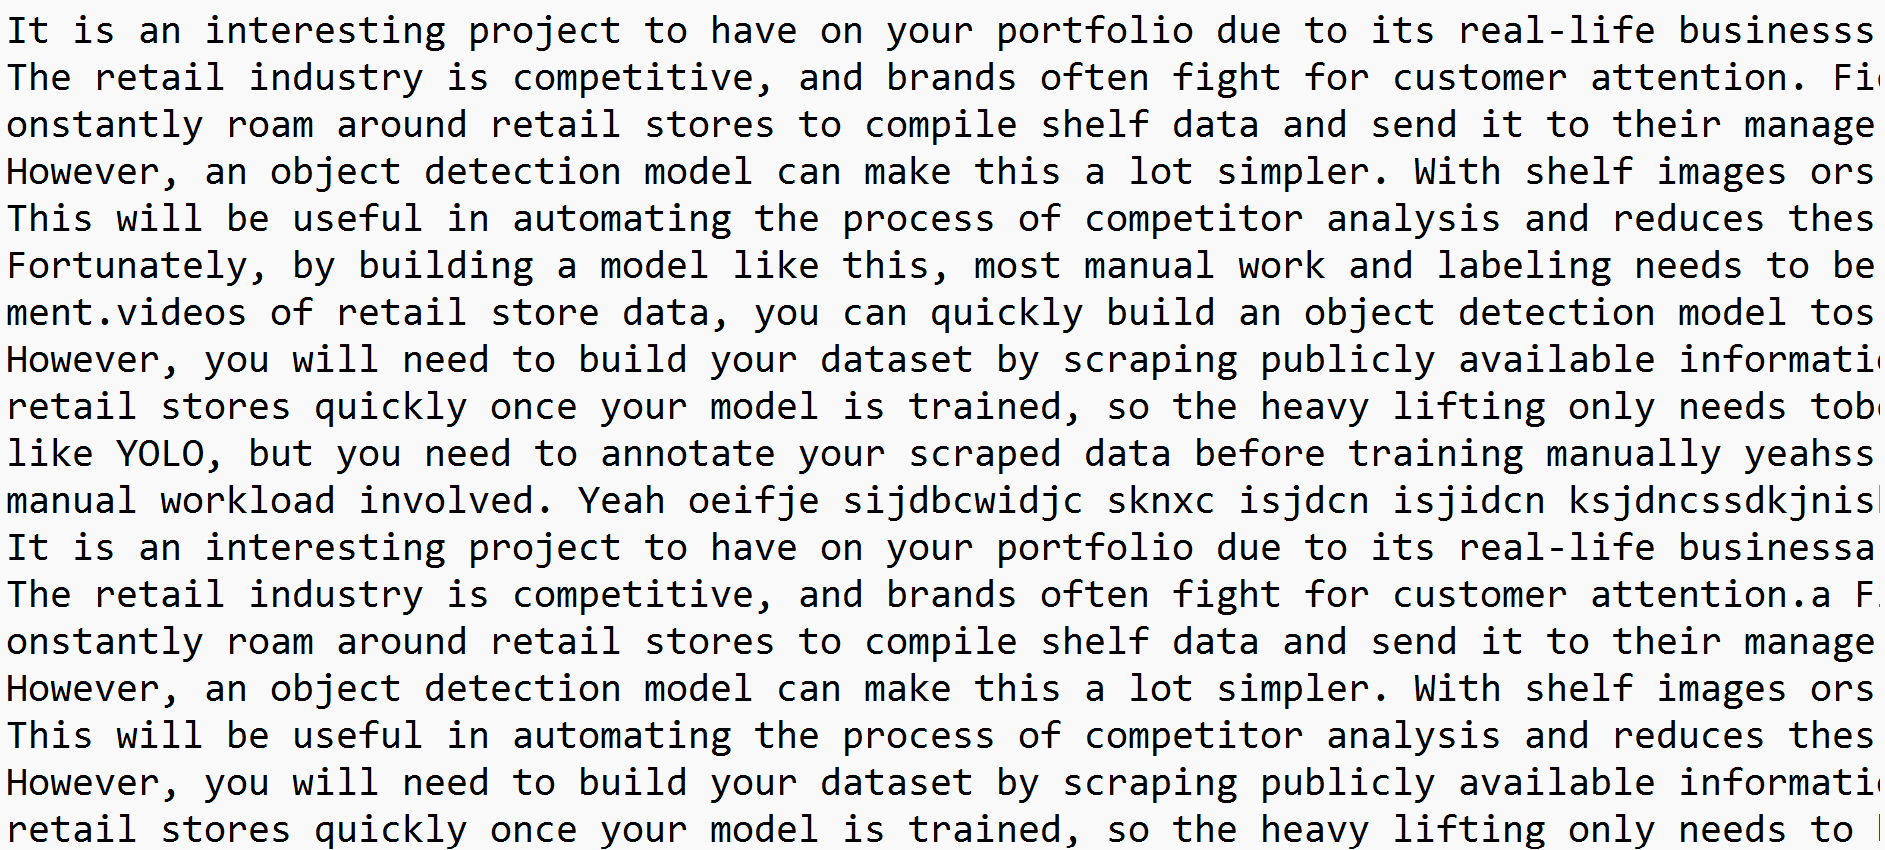 It is an interesting project to have on your portfolio due to its real-life businesss
The retail industry is competitive, and brands often fight for customer attention.
onstantly roam around retail stores to compile shelf data and send it to their manage
However, an object detection model can make this a lot simpler. With shelf images ors
This will be useful in automating the process of competitor analysis and reduces thes
Fortunately, by building a model like this, most manual work and labeling needs to be
ment.videos of retail store data, you can quickly build an object detection model tos
However, you will need to build your dataset by scraping publicly available
retail stores quickly once your model is trained, so the heavy lifting only needs
like YOLO, but you need to annotate your scraped data before training manually yeahss
manual workload involved. Yeah oeifje sijdbcwidjc sknxc isjdcn isjidcn
It is an interesting project to have on your portfolio due to its real-life businessa
The retail industry is competitive, and brands often fight for customer attention.a
onstantly roam around retail stores to compile shelf data and send it to their manage
However, an object detection model can make this a lot simpler. With shelf images ors
This will be useful in automating the process of competitor analysis and reduces thes
However, you will need to build your dataset by scraping publicly available
retail stores quickly once your model is trained, so the heavy lifting only needs to